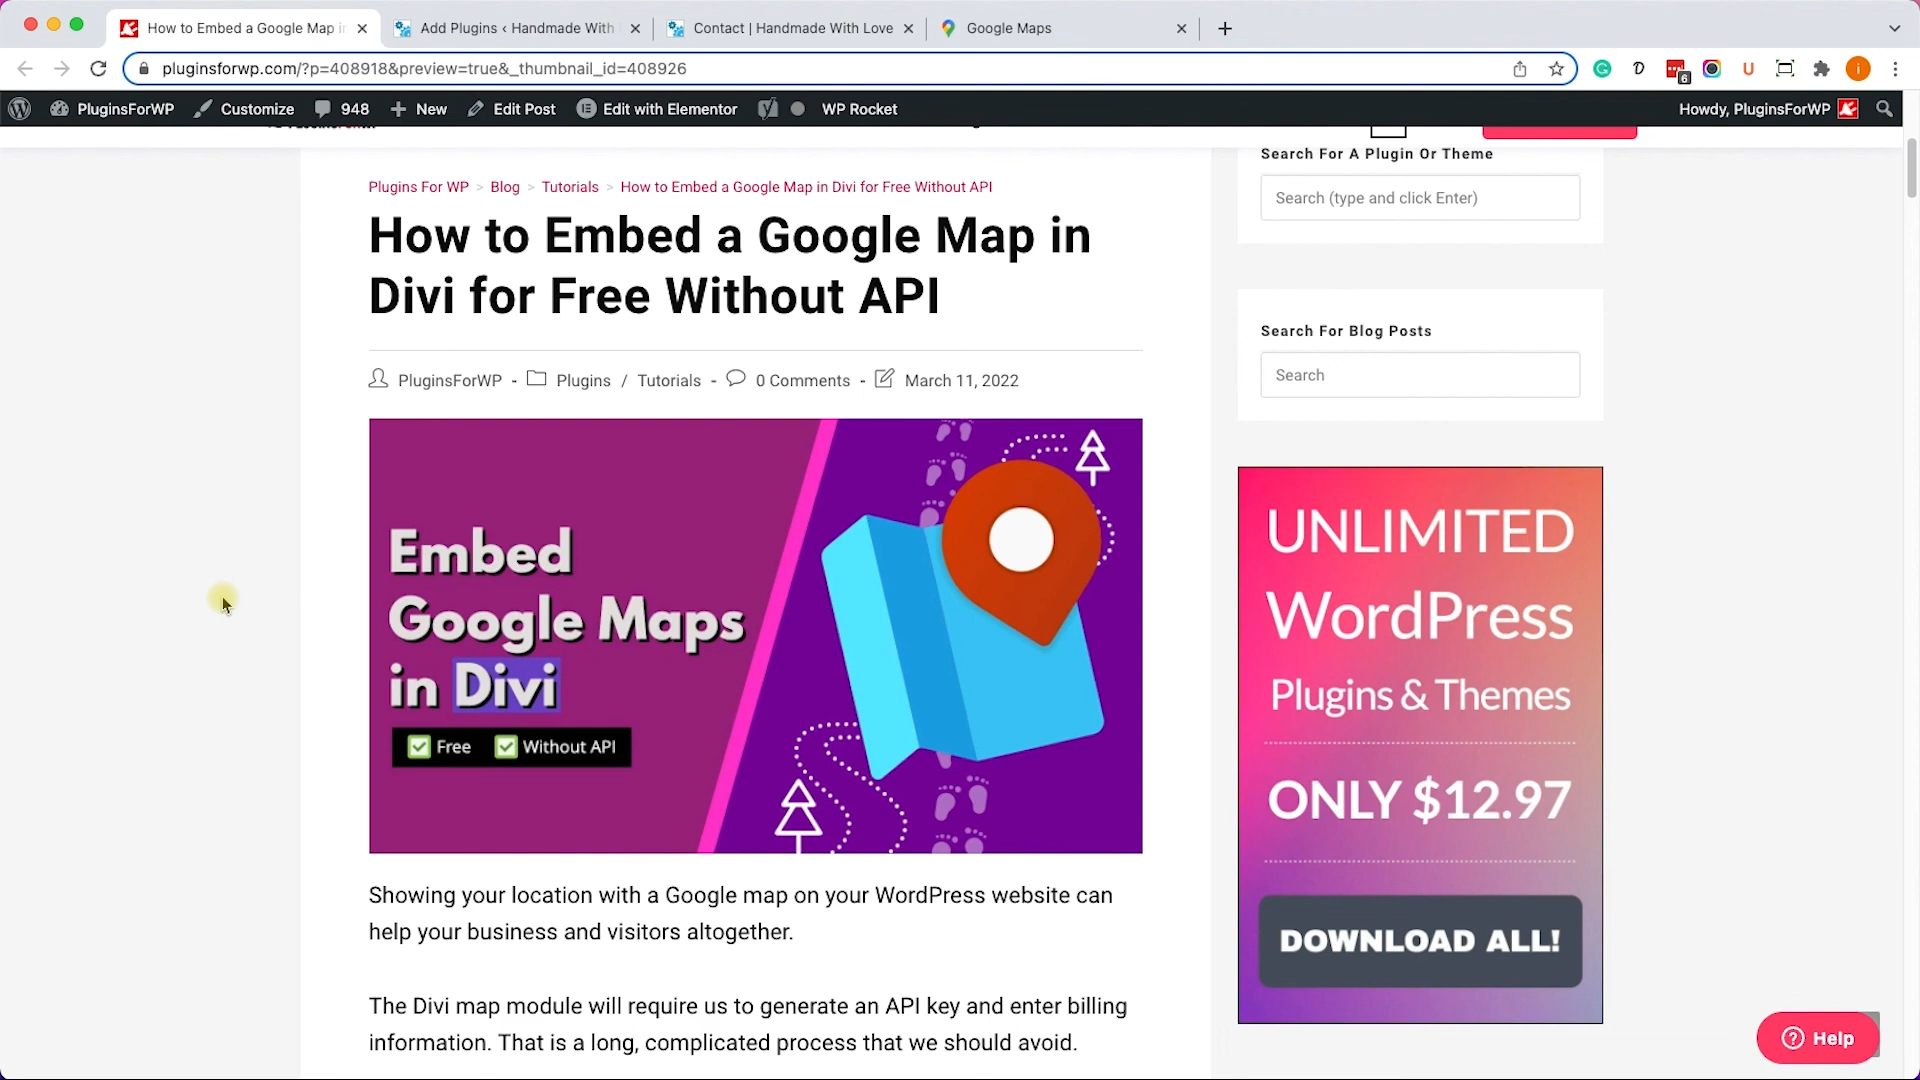 How to Embed a Google Map in
Add Plugins ‹ Handmade With
Contact | Handmade With Love
Google Maps
pluginsforwp.com/?p=408918&preview=true&_thumbnail_id=408926
6
i
PluginsForWP
Customize
948
New
Edit Post
Edit with Elementor
WP Rocket
Howdy, PluginsForWP
Plugins For WP > Blog > Tutorials > How to Embed a Google Map in Divi for Free Without API
How to Embed a Google Map in
Divi for Free Without API
PluginsForWP - Plugins / Tutorials - 0 Comments - March 11, 2022
Embed
Google Maps
in Divi
Free Without API
Showing your location with a Google map on your WordPress website can
help your business and visitors altogether.
The Divi map module will require us to generate an API key and enter billing
information. That is a long, complicated process that we should avoid.
Search For A Plugin Or Theme
Search (type and click Enter)
Search For Blog Posts
Search
UNLIMITED
WordPress
Plugins & Themes
ONLY $12.97
DOWNLOAD ALL!
Help